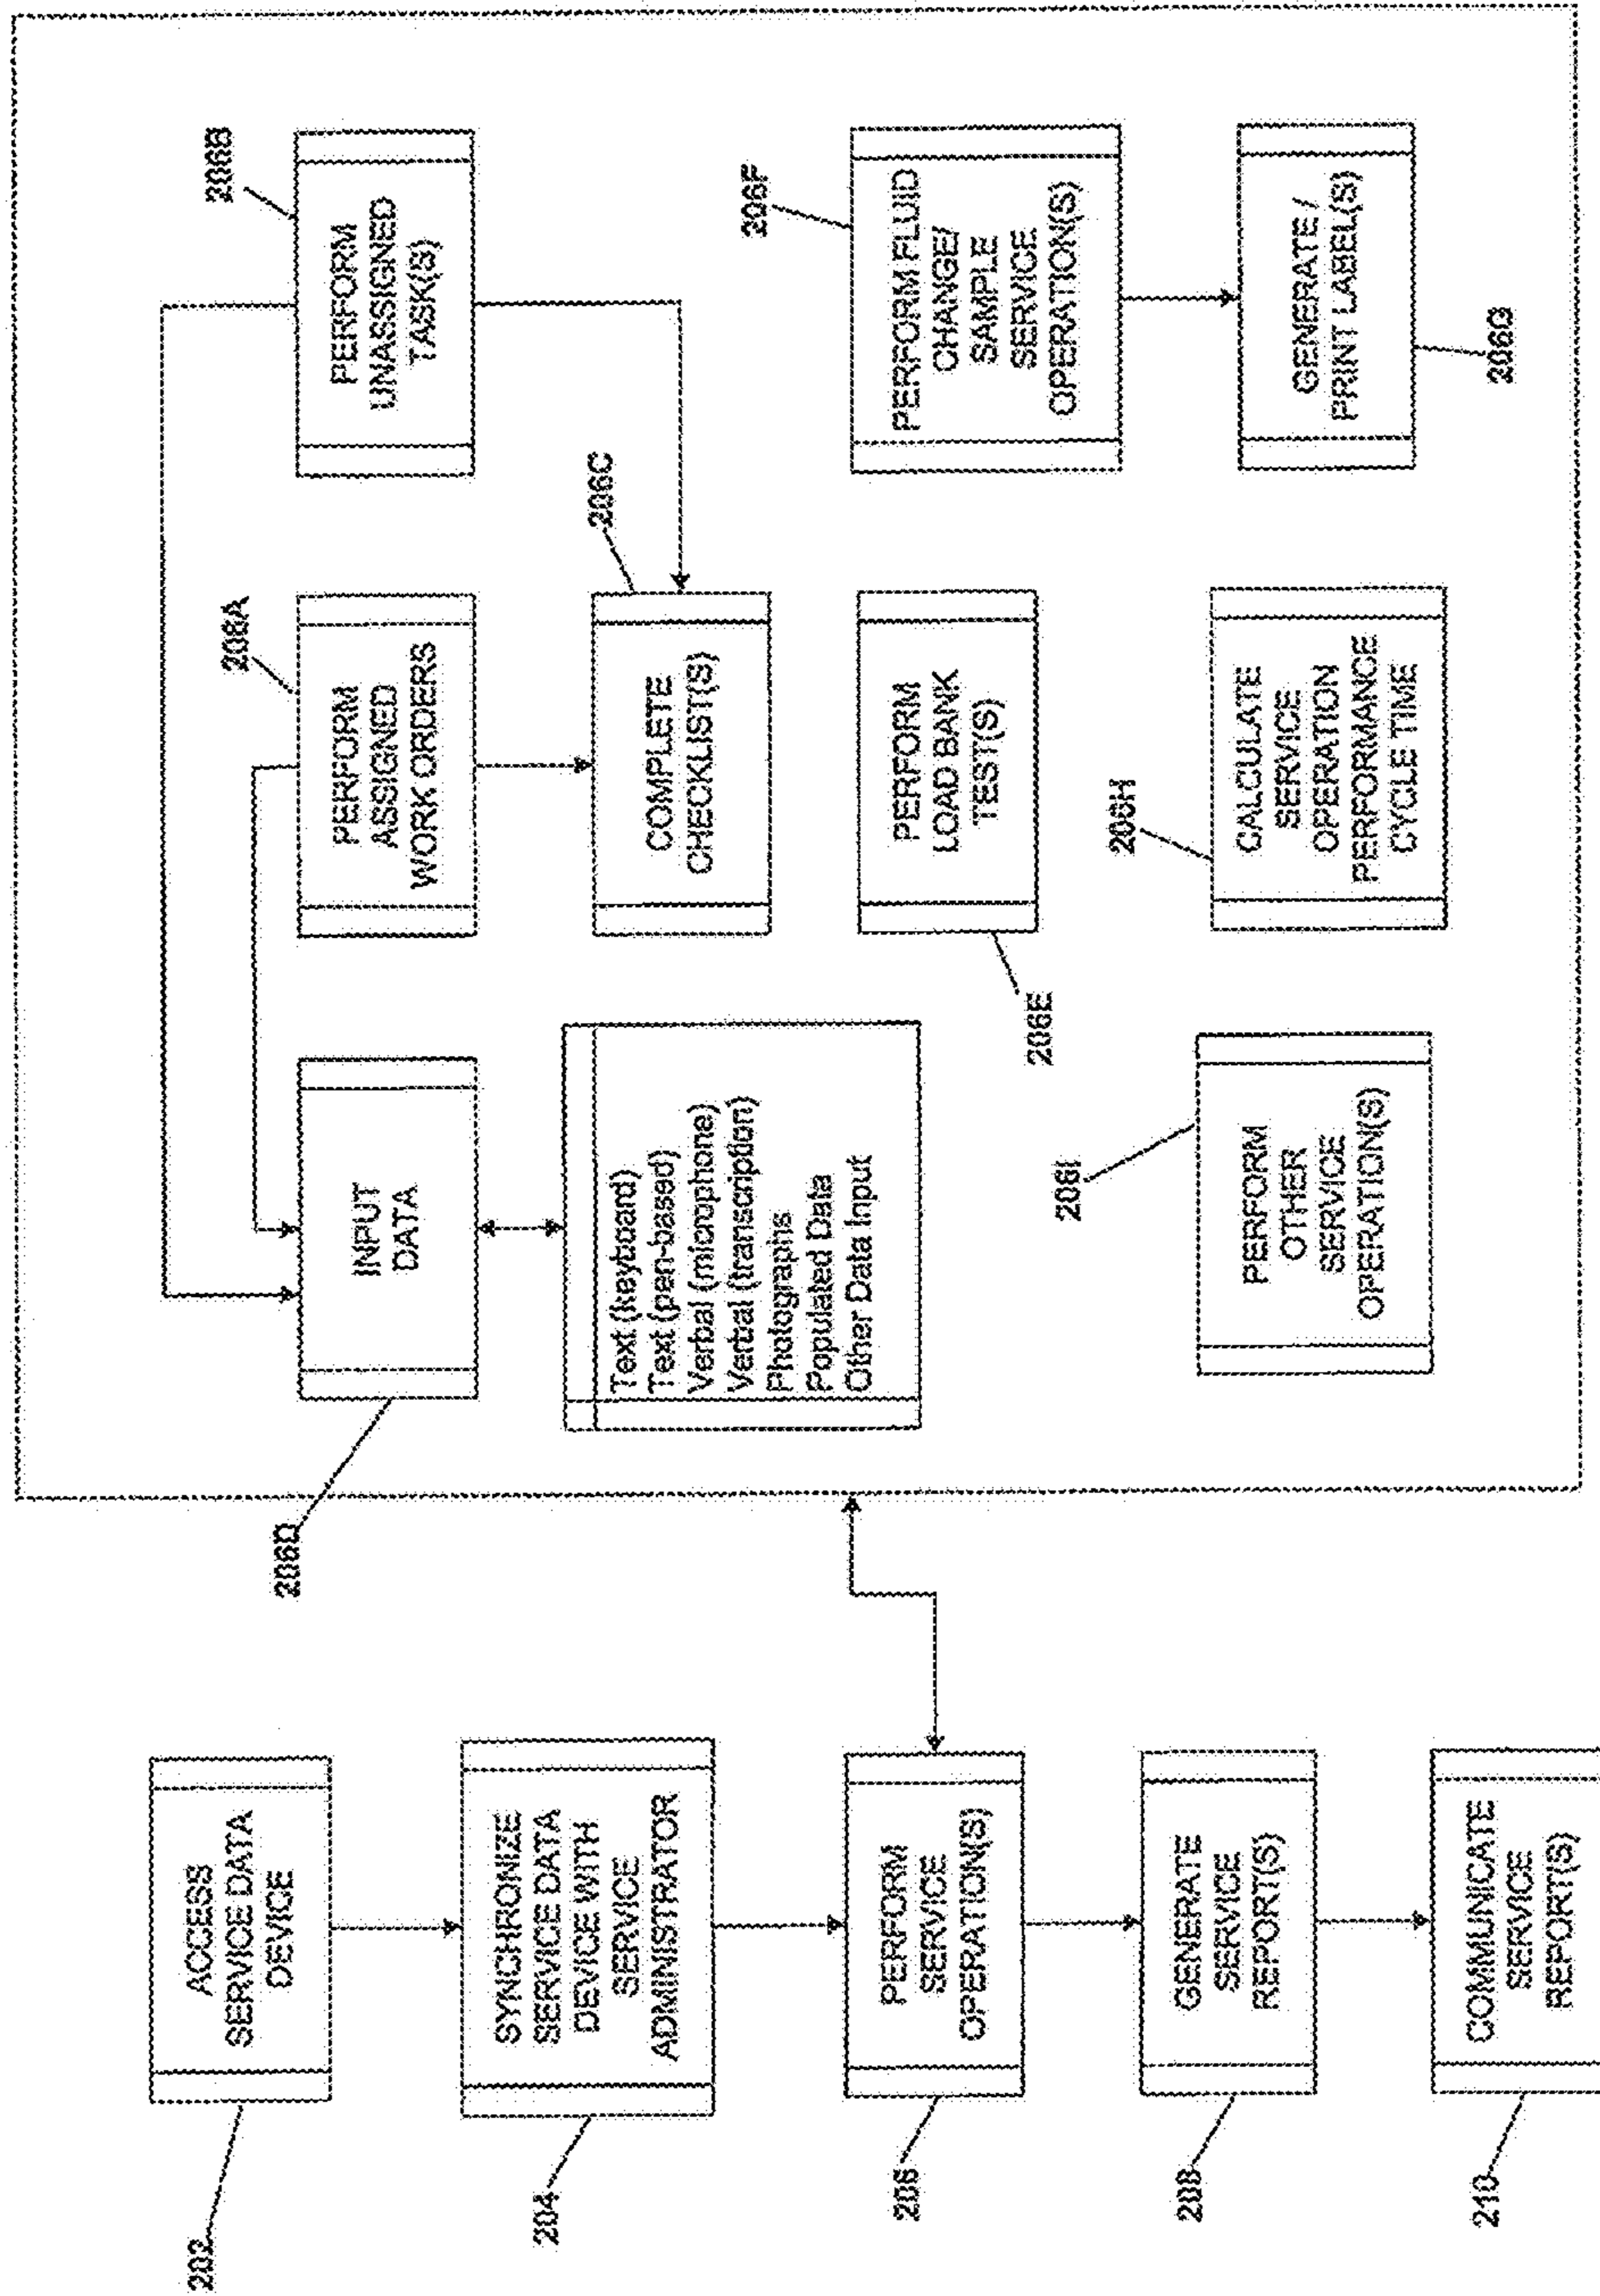 202
ACCESS
SERVICE DATA
DEVICE
204
SYNCHRONIZE
SERVICE DATA
DEVICE WITH
SERVICE
ADMINISTRATOR
206
PERFORM
SERVICE
OPERATION(S)
208
GENERATE
SERVICE
REPORT(S)
210
COMMUNICATE
SERVICE
REPORT(S)
206D
INPUT
DATA
Text (keyboard)
Text (pen-based)
Verbal (microphone)
Verbal (transcription)
Photographs
Populated Data
Other Data Input
206A
PERFORM
ASSIGNED
WORK ORDERS
206B
PERFORM
UNASSIGNED
TASK(S)
206C
COMPLETE
CHECKLIST(S)
206E
PERFORM
LOAD BANK
TEST(S)
206F
PERFORM FLUID
CHANGE/
SAMPLE
SERVICE
OPERATION(S)
206G
GENERATE /
PRINT LABEL(S)
206H
CALCULATE
SERVICE
OPERATION
PERFORMANCE
CYCLE TIME
206I
PERFORM
OTHER
SERVICE
OPERATION(S)